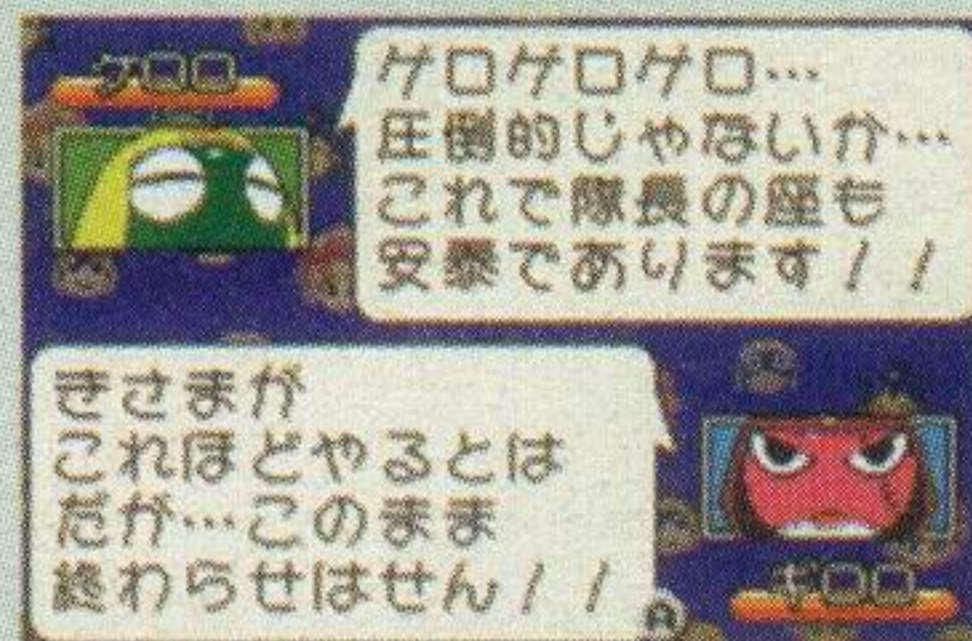 ケロロ
ゲロゲロゲロ…
圧倒的じゃないか…
これで隊長の座も
安泰であります!!
きさまが
これほどやるとは
だが…このまま
終わらせはせん!!
ギロロ
A